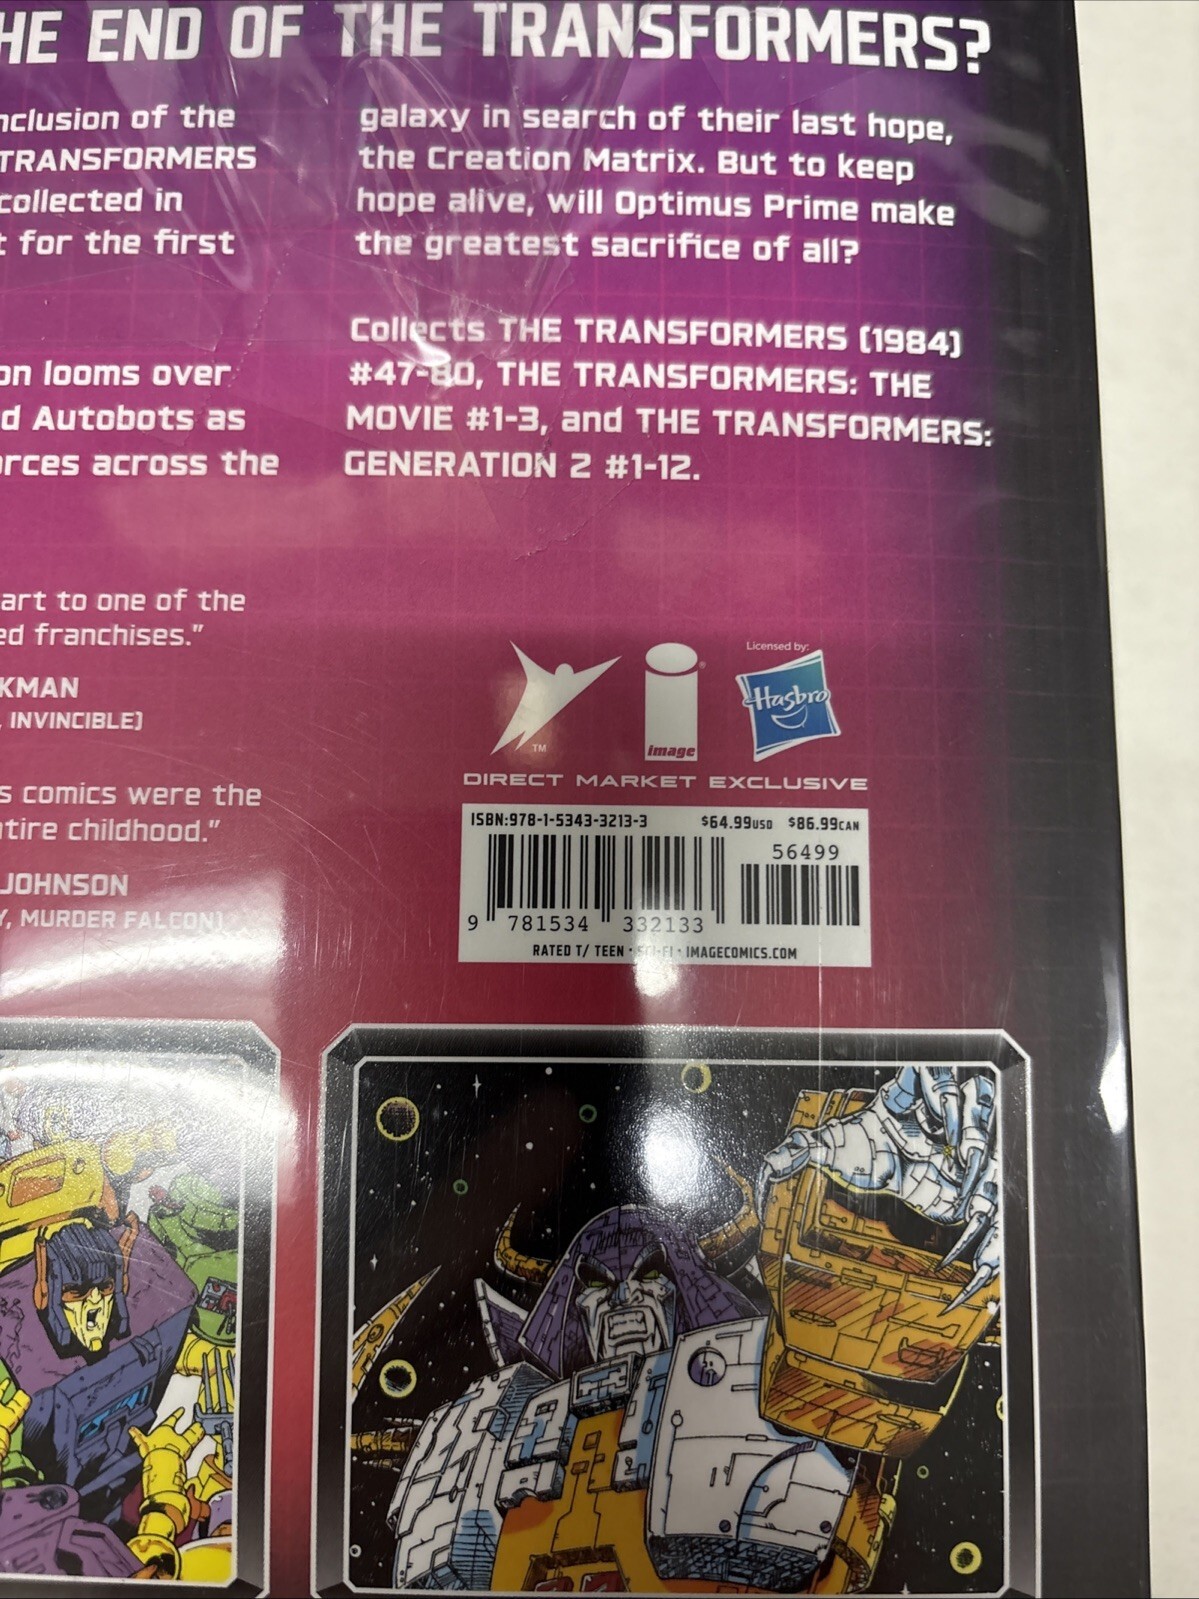 HE END OF THE TRANSFORMERS?
nclusion of the
TRANSFORMERS
collected in
t for the first
on looms over
d Autobots as
orces across the
galaxy in search of their last hope,
the Creation Matrix. But to keep
hope alive, will Optimus Prime make
the greatest sacrifice of all?
Collects THE TRANSFORMERS (1984)
#47-80, THE TRANSFORMERS: THE
MOVIE #1-3, and THE TRANSFORMERS:
GENERATION 2 #1-12.
art to one of the
ed franchises."
KMAN
, INVINCIBLE)
s comics were the
ntire childhood."
JOHNSON
Y, MURDER FALCON)
TM
image
®
Licensed by:
Hasbro
DIRECT MARKET EXCLUSIVE
ISBN:978-1-5343-3213-3 $64.99USD $86.99CAN
56499
9 781534 332133
RATED T/ TEEN · SCI-FI · IMAGECOMICS.COM